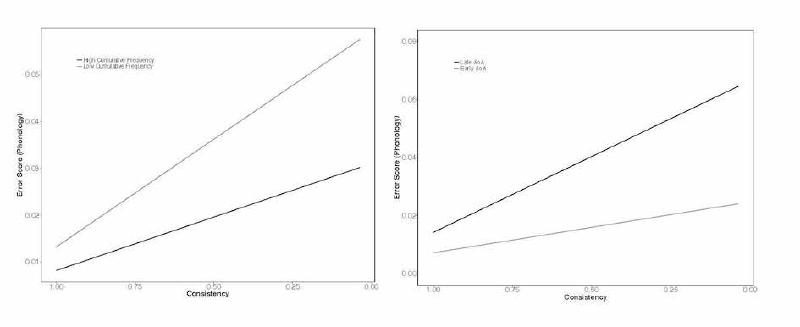 High Cumulative Frequency
Low Cumulative Frequency
0.05
0.04
0.03
0.02
0.01
Error Score (Phonology)
1.00 0.75 0.50 0.25 0.00
Consistency
Late AoA
Early AoA
0.08
0.06
0.04
0.02
0.00
Error Score (Phonology)
1.00 0.75 0.50 0.25 0.00
Consistency